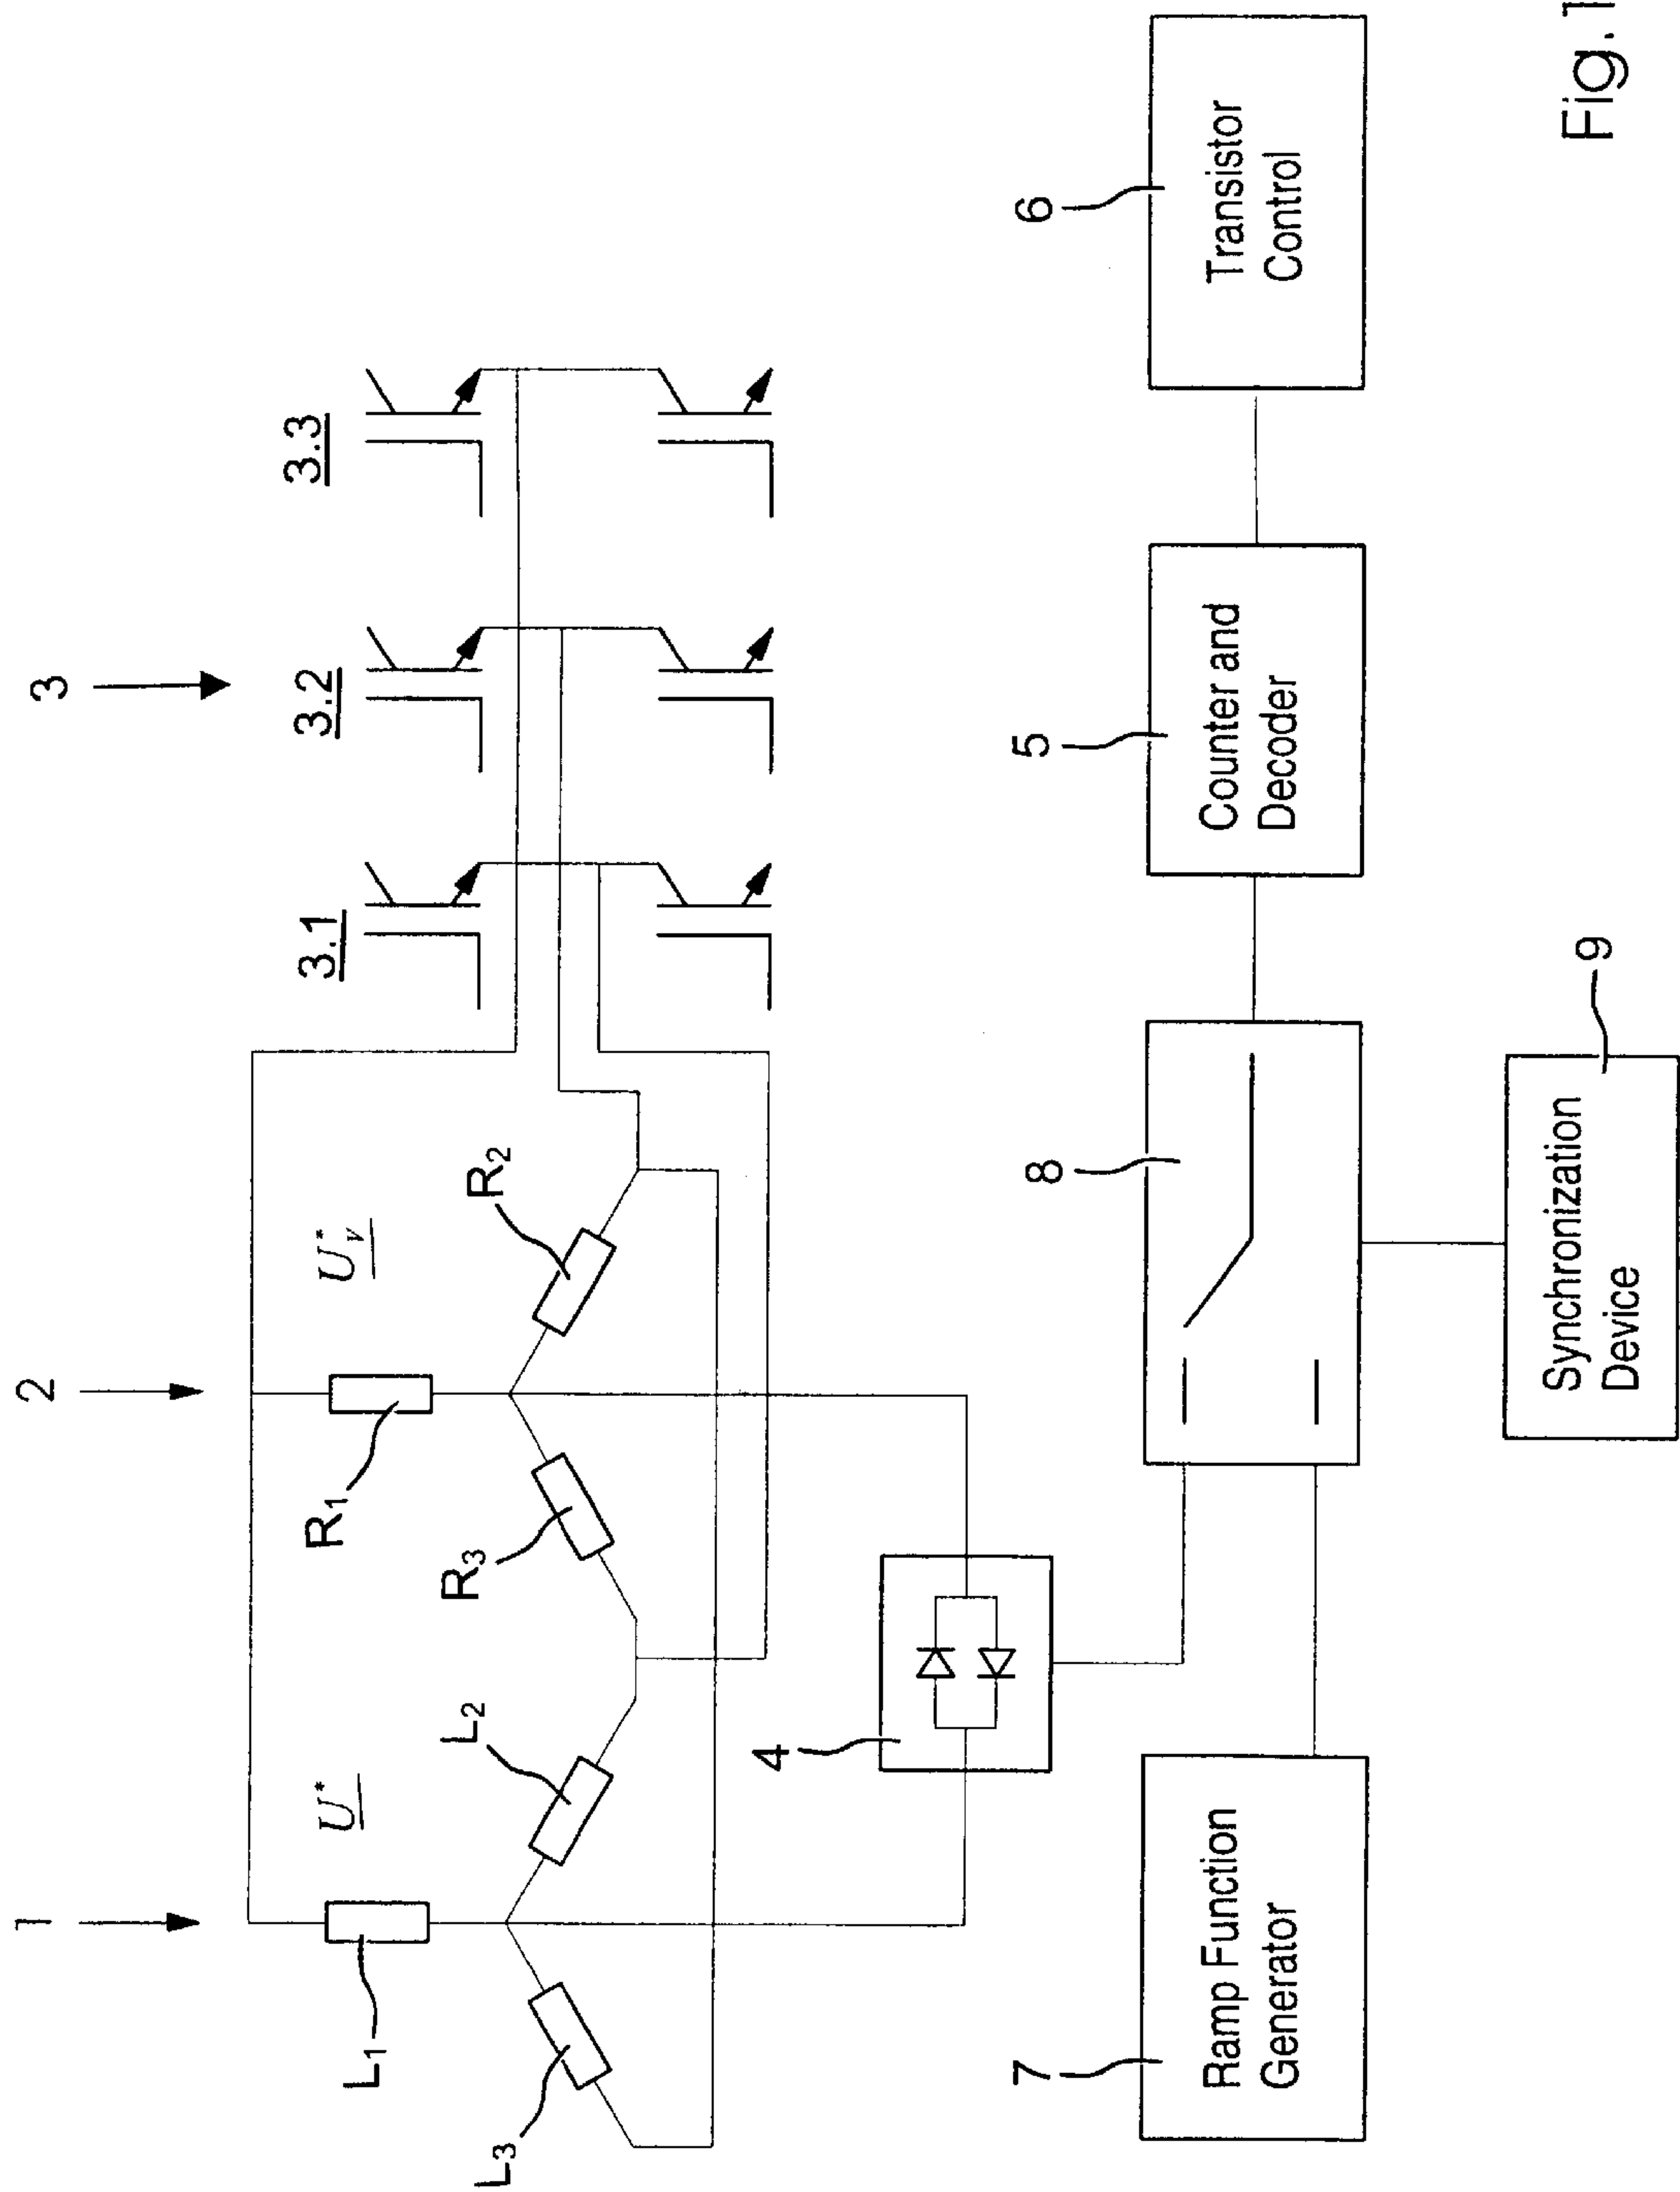 1
2
3
U*
U*v
3.1
3.2
3.3
L1
R1
L2
R2
L3
R3
4
7
8
5
6
Ramp Function
Generator
Counter and
Decoder
Transistor
Control
9
Synchronization
Device
Fig. 1